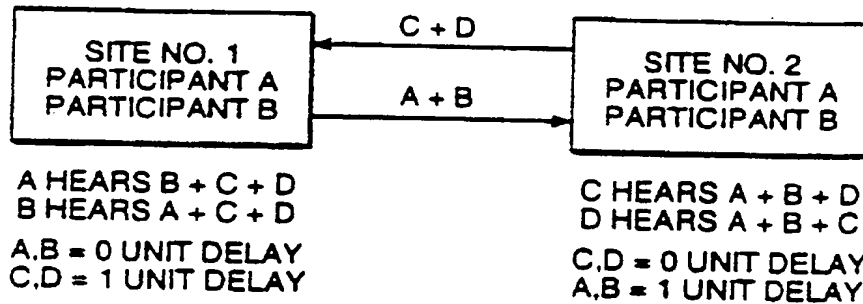 C + D
SITE NO. 1
PARTICIPANT A
PARTICIPANT B
A + B
SITE NO. 2
PARTICIPANT A
PARTICIPANT B
A HEARS B + C + D
B HEARS A + C + D
A,B = 0 UNIT DELAY
C,D = 1 UNIT DELAY
C HEARS A + B + D
D HEARS A + B + C
C,D = 0 UNIT DELAY
A,B = 1 UNIT DELAY